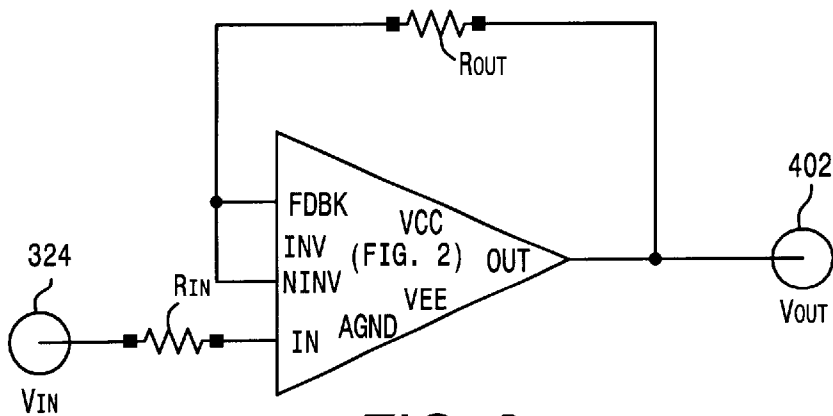 ROUT
402
FDBK
VCC
INV
(FIG. 2)
OUT
324
RIN
NINV
VEE
VOUT
IN
AGND
VIN